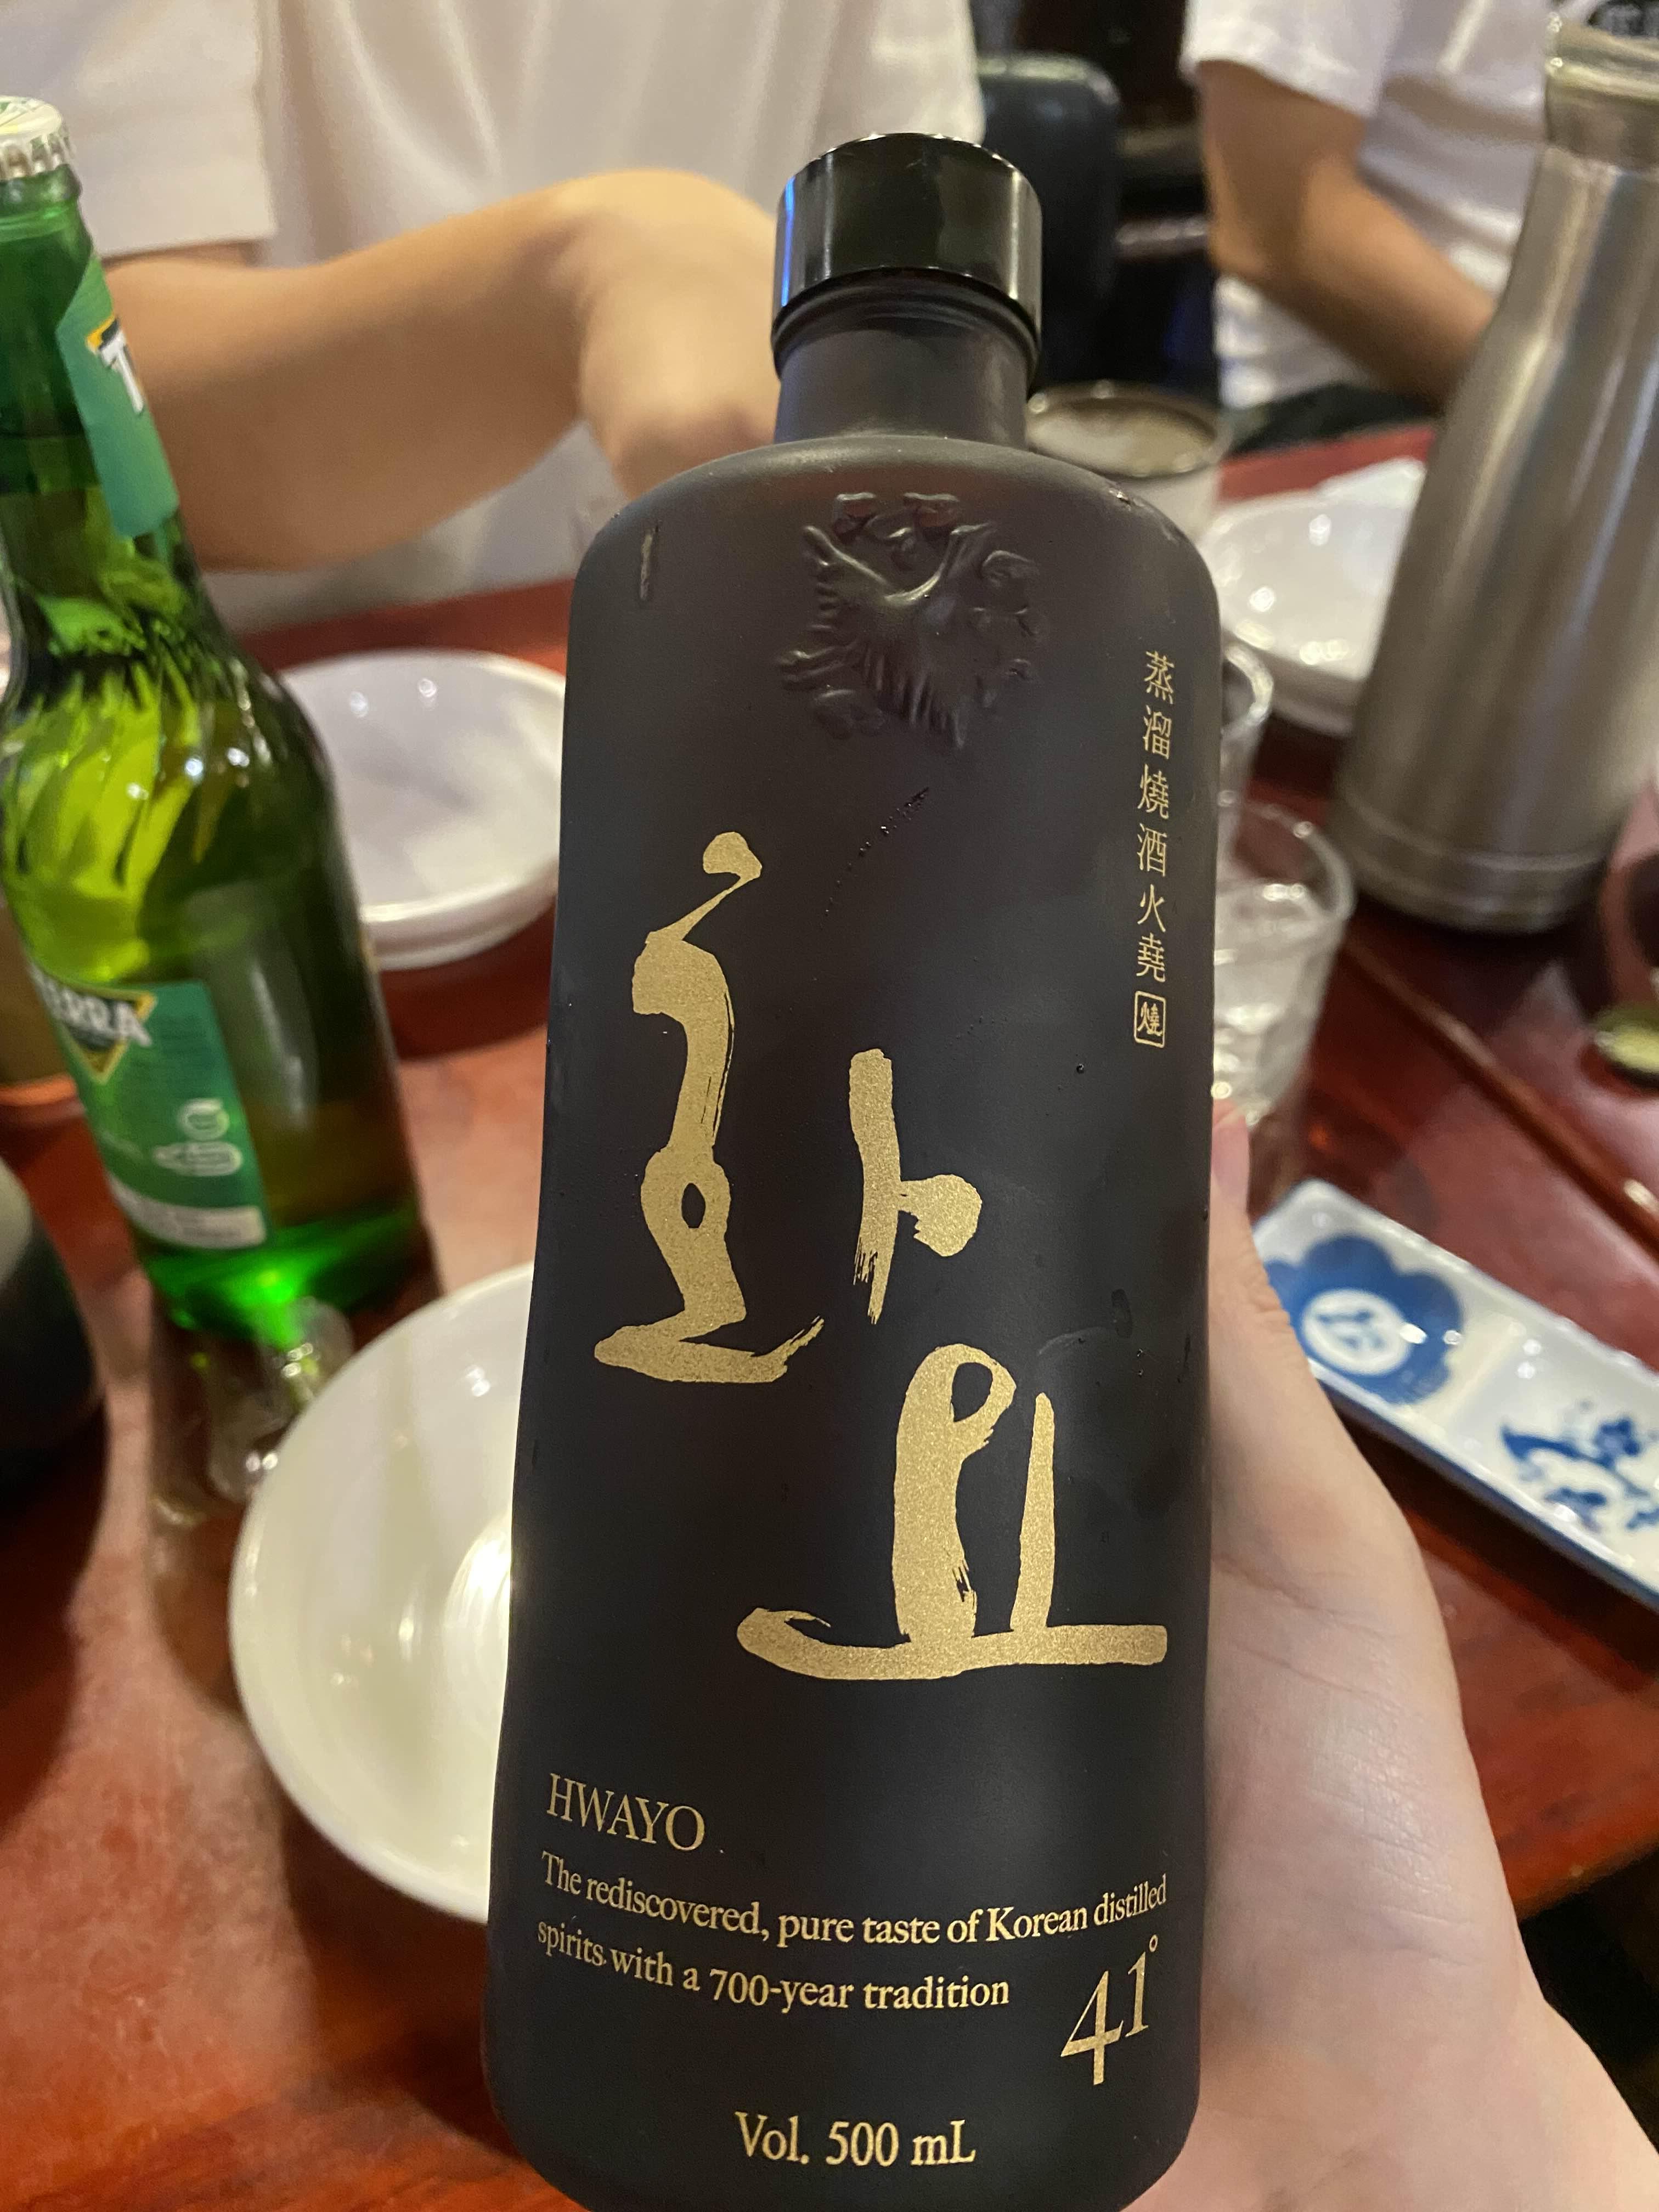 화요
蒸溜燒酒火堯
燒
HWAYO
The rediscovered, pure taste of Korean distilled
spirits with a 700-year tradition
41°
Vol. 500 mL
TERRA